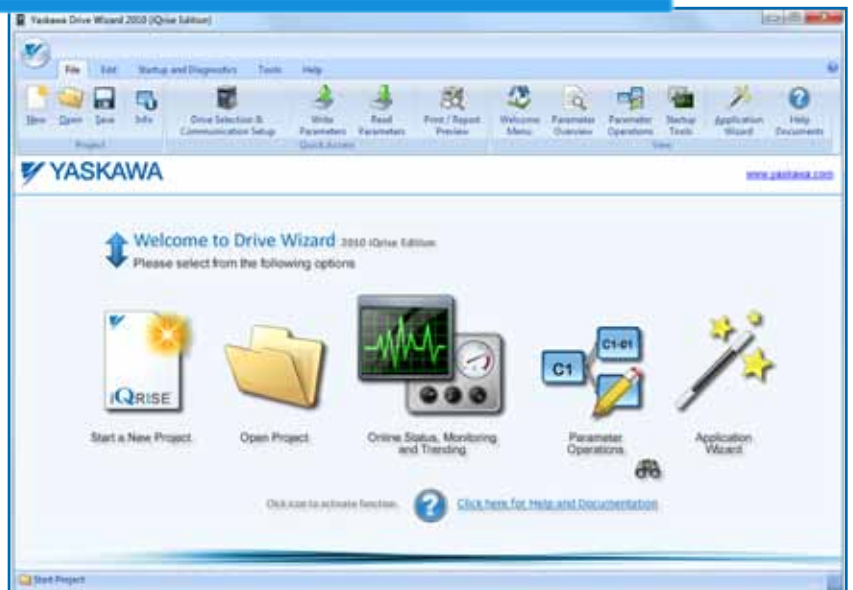 Yaskawa Drive Wizard 2010 (iQrise Edition)
File Edit Startup and Diagnostics Tools Help
New Open Save Info
Drive Selection & Communication Setup
Write Parameters
Read Parameters
Print / Report Preview
Welcome Menu
Parameter Overview
Parameter Operations
Startup Tools
Application Wizard
Help Documents
Project Quick Access View
YASKAWA
www.yaskawa.com
Welcome to Drive Wizard 2010 iQrise Edition
Please select from the following options
iQRISE
C1
C1-01
Start a New Project
Open Project
Online Status, Monitoring
and Trending
Parameter
Operations
Application
Wizard
Click icon to activate function.
?
Click here for Help and Documentation
Start Project